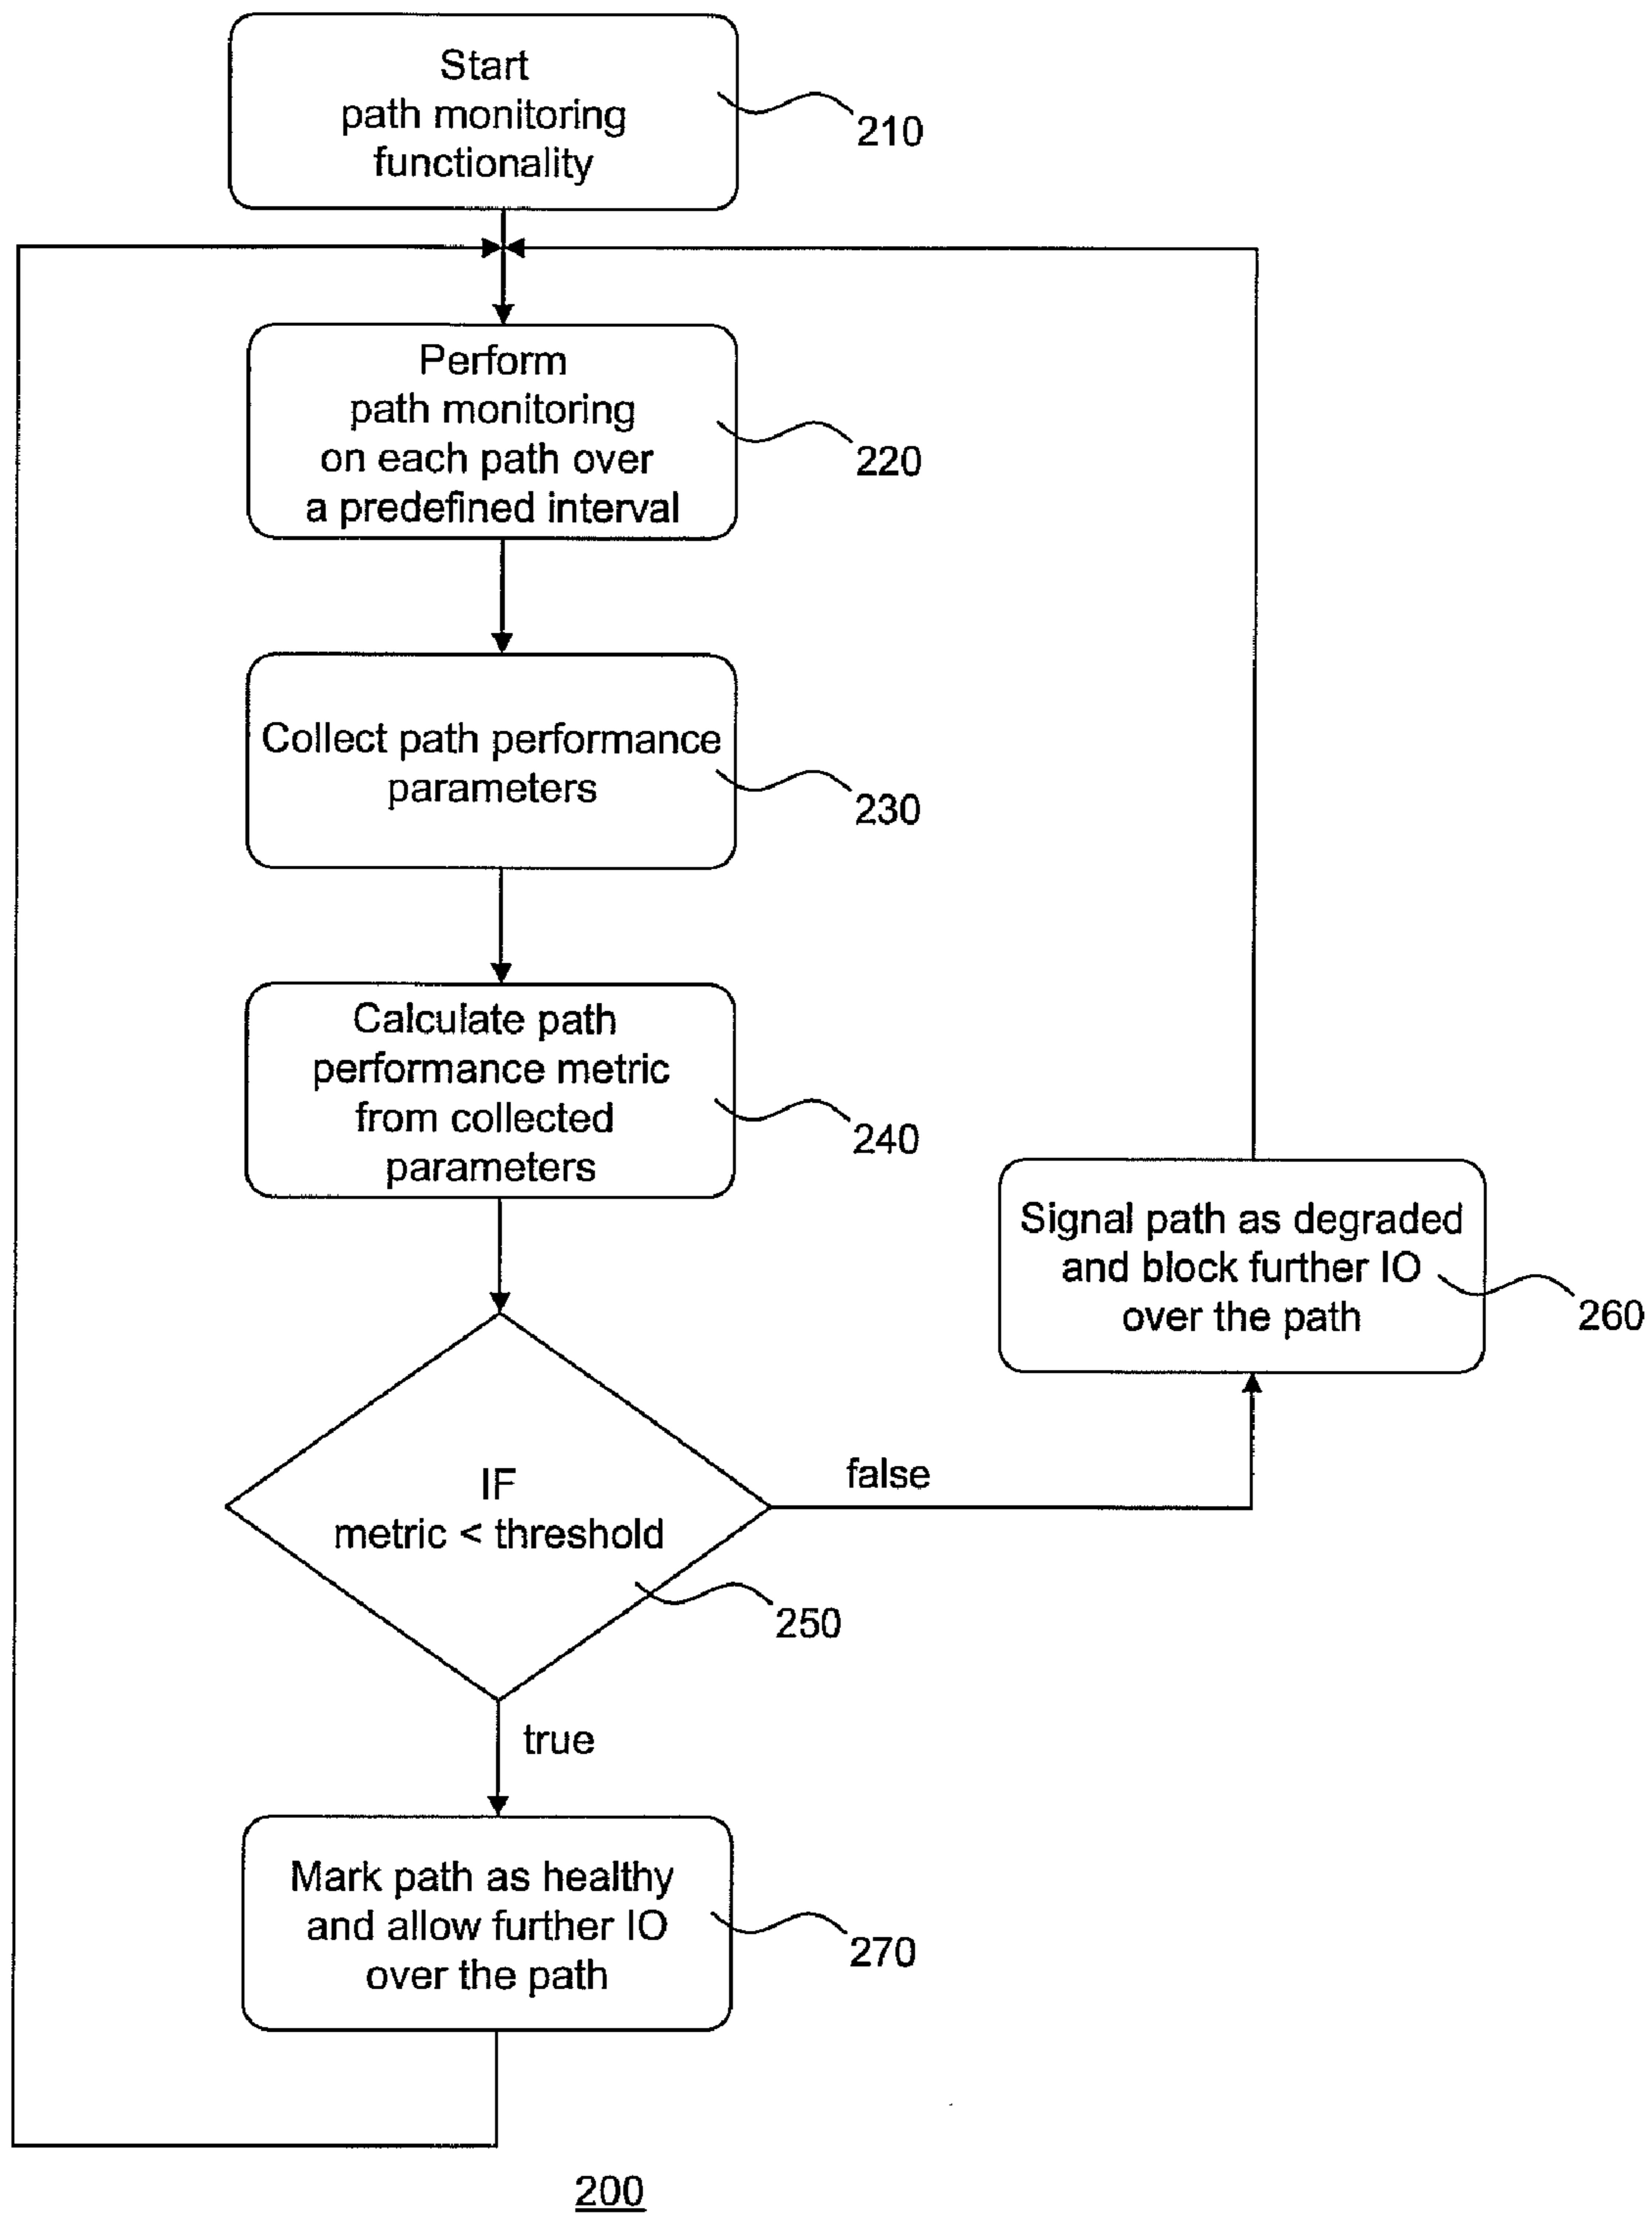 Start
path monitoring
functionality
210
Perform
path monitoring
on each path over
a predefined interval
220
Collect path performance
parameters
230
Calculate path
performance metric
from collected
parameters
240
Signal path as degraded
and block further IO
over the path
260
IF
metric < threshold
false
250
true
Mark path as healthy
and allow further IO
over the path
270
200